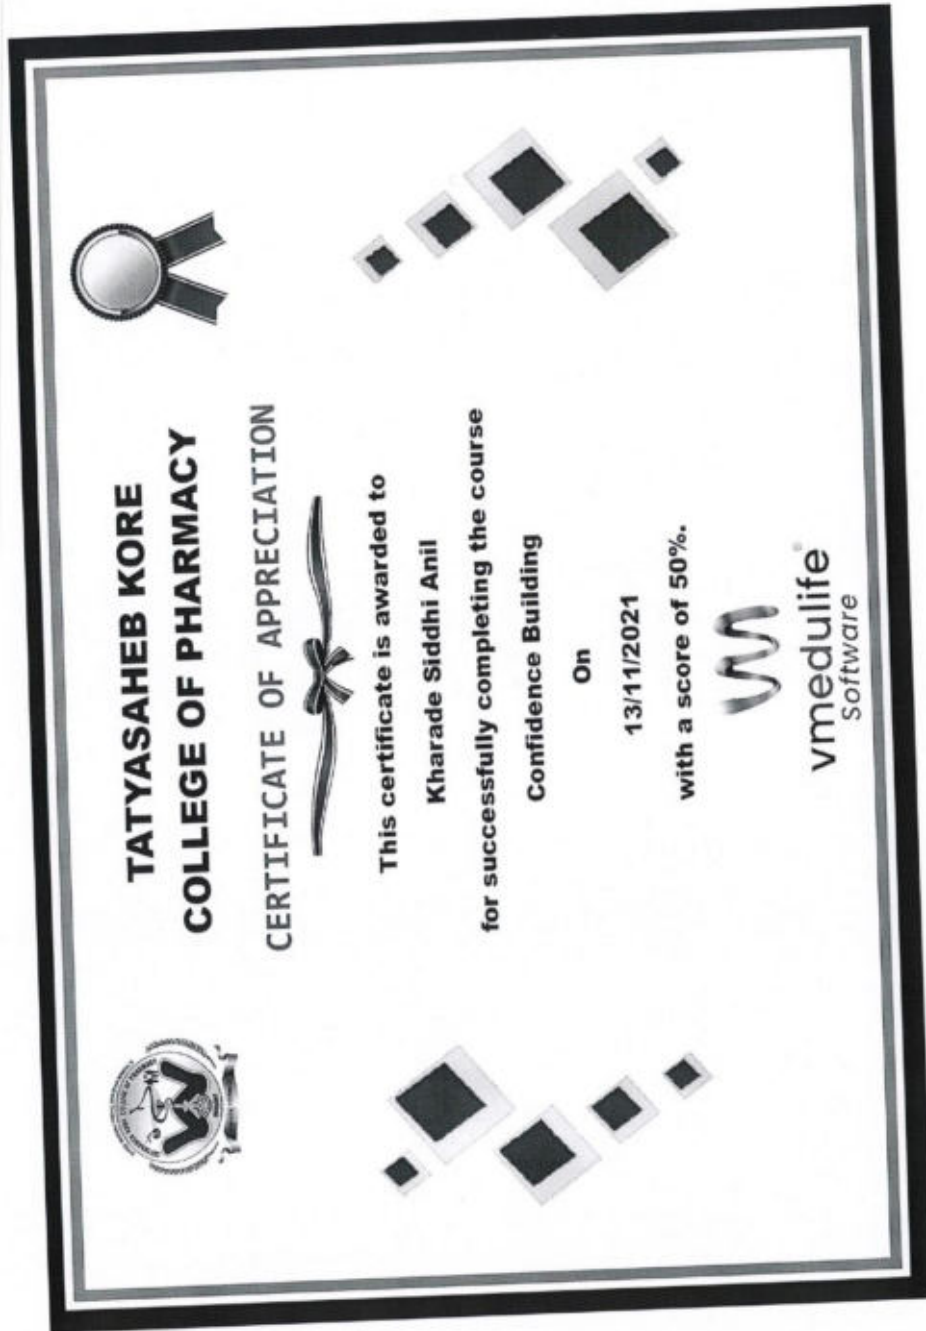 TATYASAHEB KORE
COLLEGE OF PHARMACY
CERTIFICATE OF APPRECIATION
This certificate is awarded to
Kharade Siddhi Anil
for successfully completing the course
Confidence Building
On
13/11/2021
with a score of 50%.
vmedulife
Software